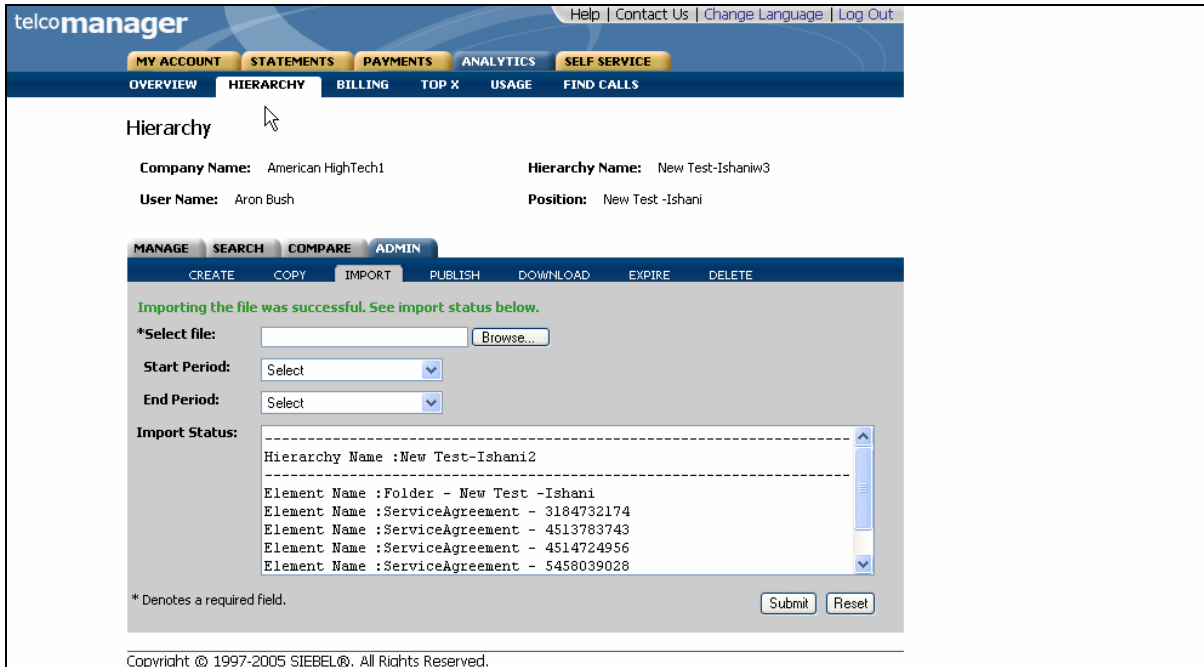 telcomanager
Help | Contact Us | Change Language | Log Out
MY ACCOUNT STATEMENTS PAYMENTS ANALYTICS SELF SERVICE
OVERVIEW HIERARCHY BILLING TOP X USAGE FIND CALLS
Hierarchy
Company Name: American HighTech1 Hierarchy Name: New Test-Ishaniw3
User Name: Aron Bush Position: New Test -Ishani
MANAGE SEARCH COMPARE ADMIN
CREATE COPY IMPORT PUBLISH DOWNLOAD EXPIRE DELETE
Importing the file was successful. See import status below.
*Select file: Browse...
Start Period: Select
End Period: Select
Import Status:
--------------------------------------------------------------------------
Hierarchy Name :New Test-Ishani2
--------------------------------------------------------------------------
Element Name :Folder - New Test -Ishani
Element Name :ServiceAgreement - 3184732174
Element Name :ServiceAgreement - 4513783743
Element Name :ServiceAgreement - 4514724956
Element Name :ServiceAgreement - 5458039028
* Denotes a required field. Submit Reset
Copyright © 1997-2005 SIEBEL®. All Rights Reserved.